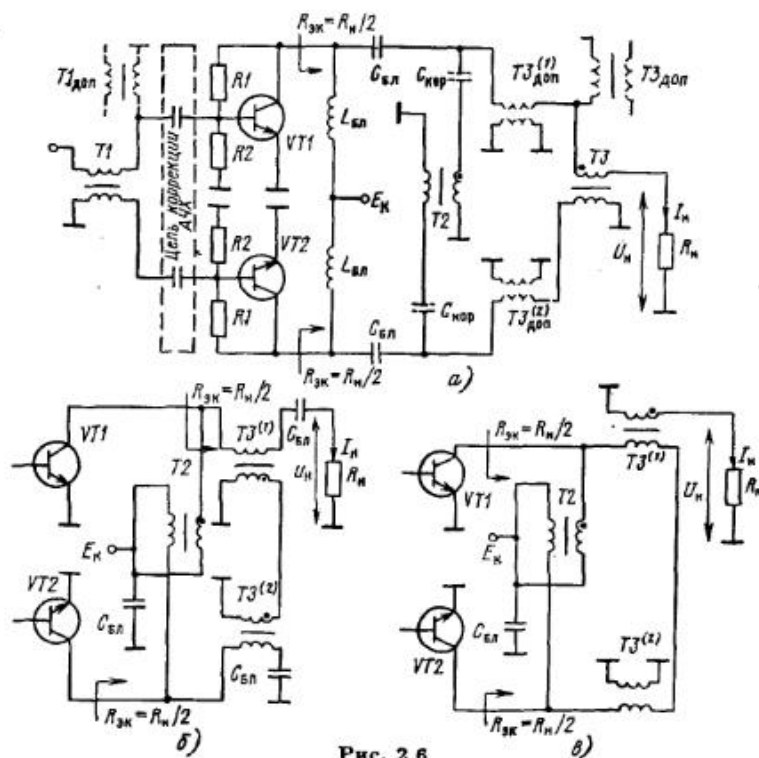 Rэк=Rн/2
T1доп
R1
VT1
Cбл
Cкор
T3(1)доп
T3доп
T1
Цепь коррекции АЧХ
R2
Lбл
Eк
T2
T3
Iн
Uн
Rн
R2
VT2
Lбл
R1
Cкор
T3(2)доп
Cбл
Rэк=Rн/2
а)
Rэк=Rн/2
VT1
T2
T3(1)
Cбл
Iн
Uн
Rн
Eк
VT2
Cбл
T3(2)
Cбл
Rэк=Rн/2
б)
Rэк=Rн/2
VT1
T2
T3(1)
Iн
Uн
Rн
Eк
VT2
Cбл
T3(2)
Rэк=Rн/2
в)
Рис. 2.6